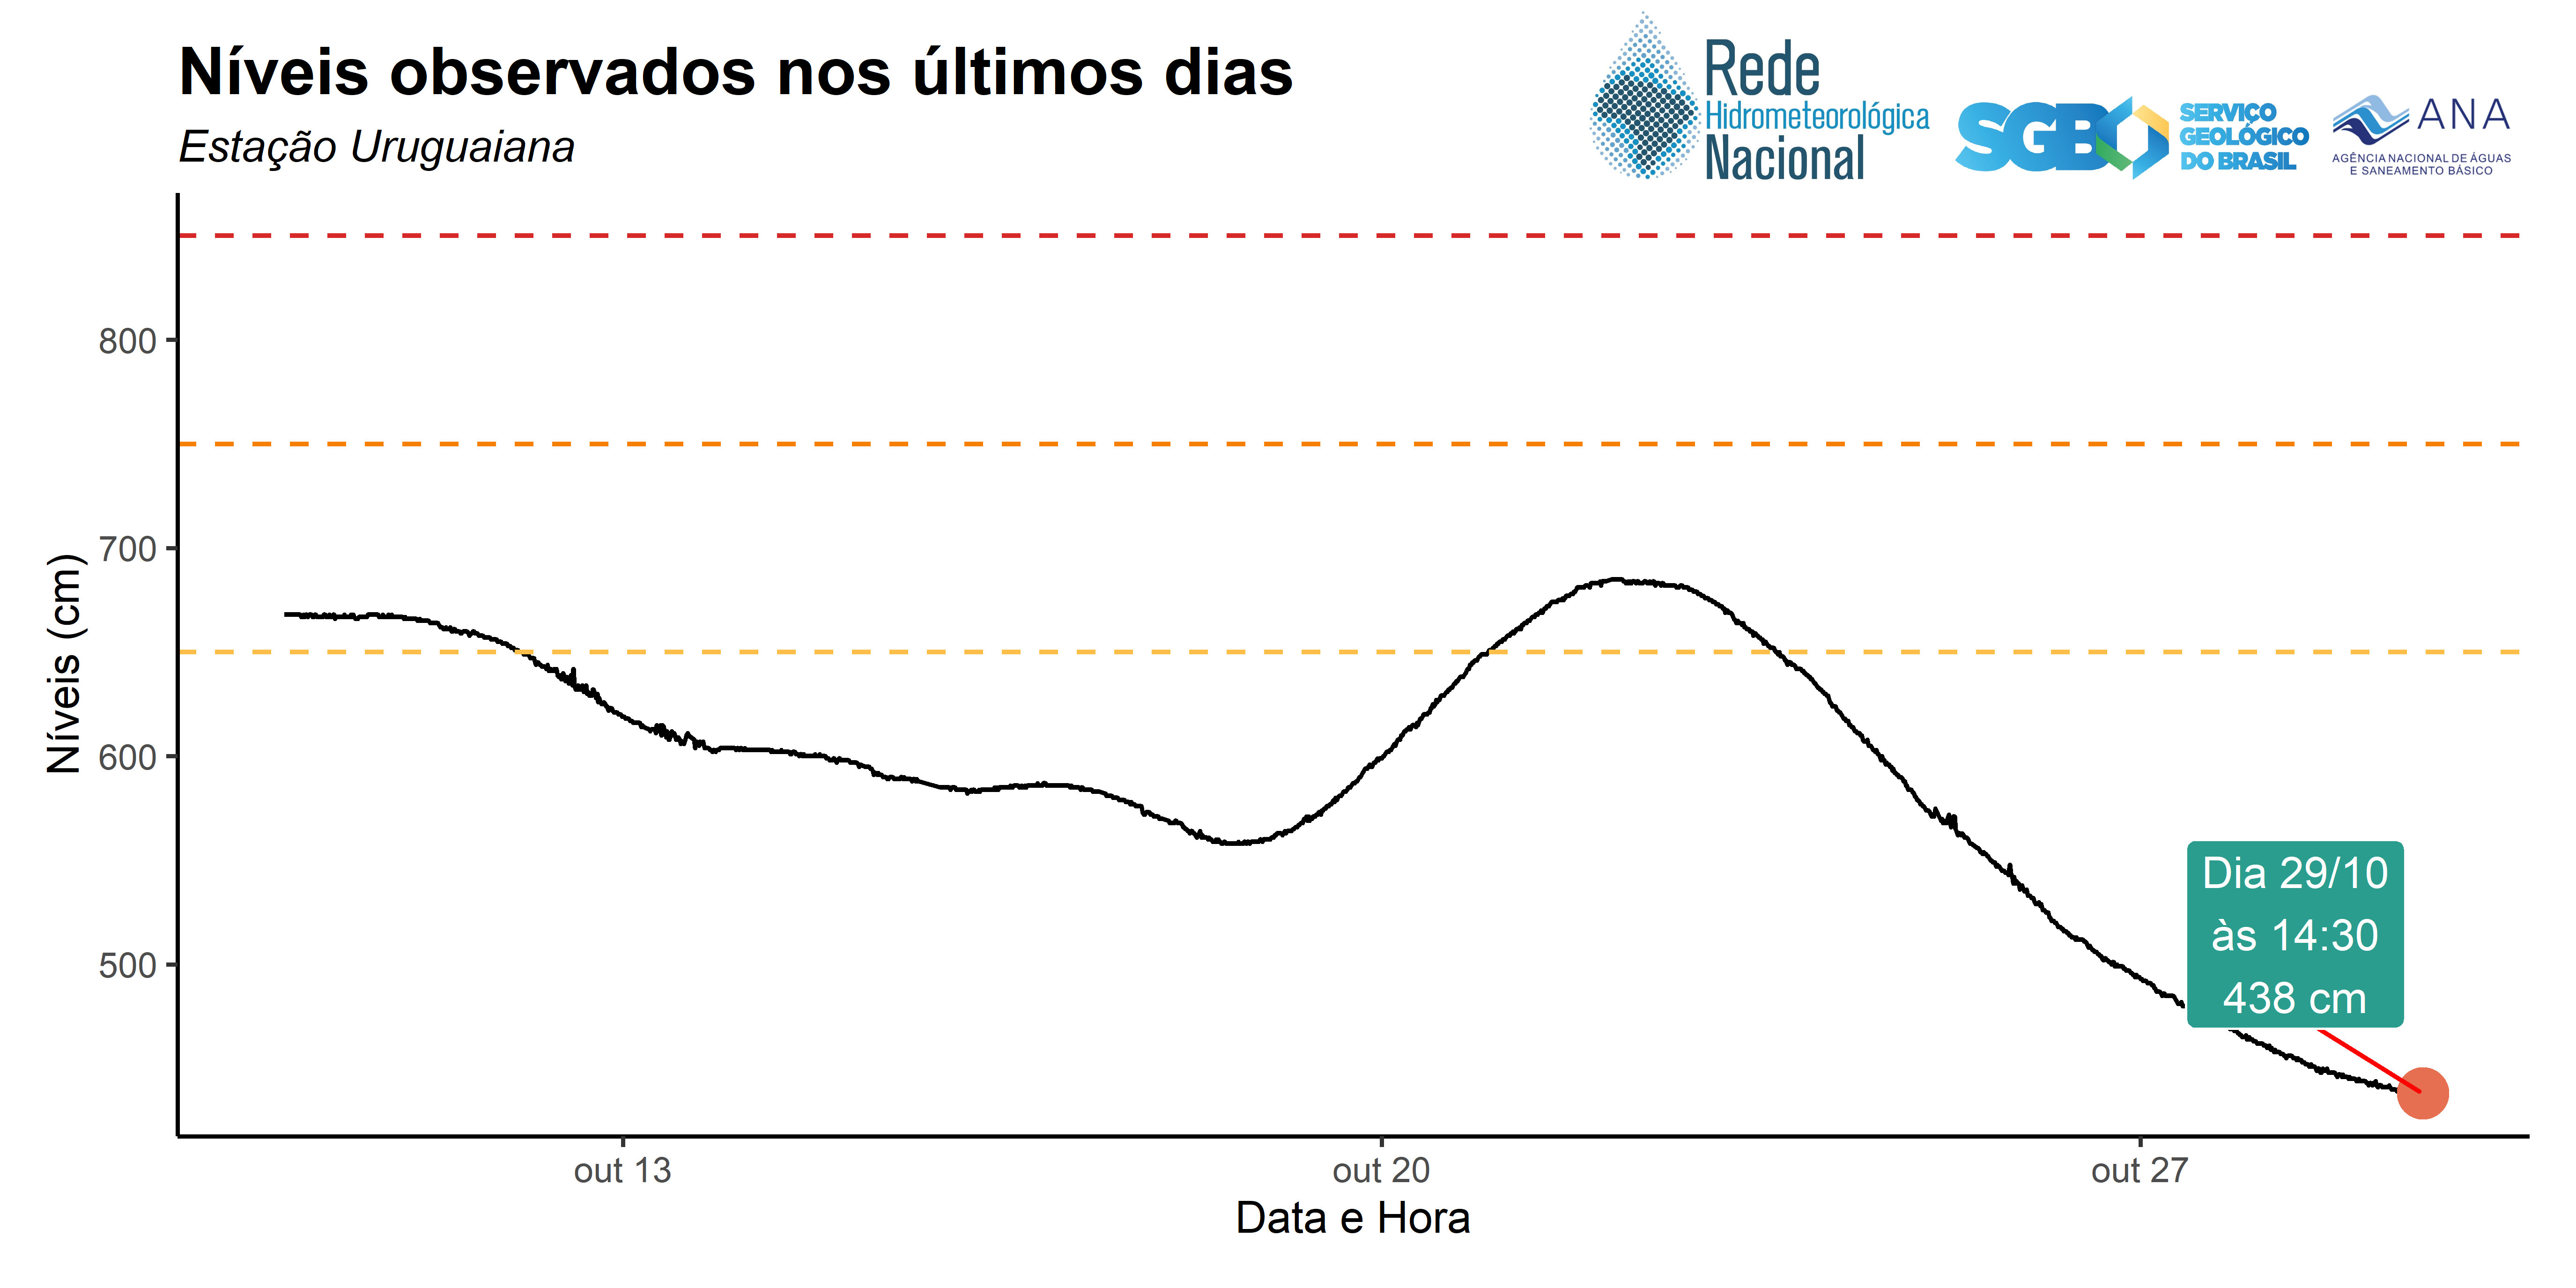 Níveis observados nos últimos dias
Estação Uruguaiana
Rede
Hidrometeorológica
Nacional
SGB
SERVIÇO
GEOLÓGICO
DO BRASIL
ANA
AGÊNCIA NACIONAL DE ÁGUAS
E SANEAMENTO BÁSICO
Níveis (cm)
800
700
600
500
Dia 29/10
às 14:30
438 cm
out 13
out 20
out 27
Data e Hora